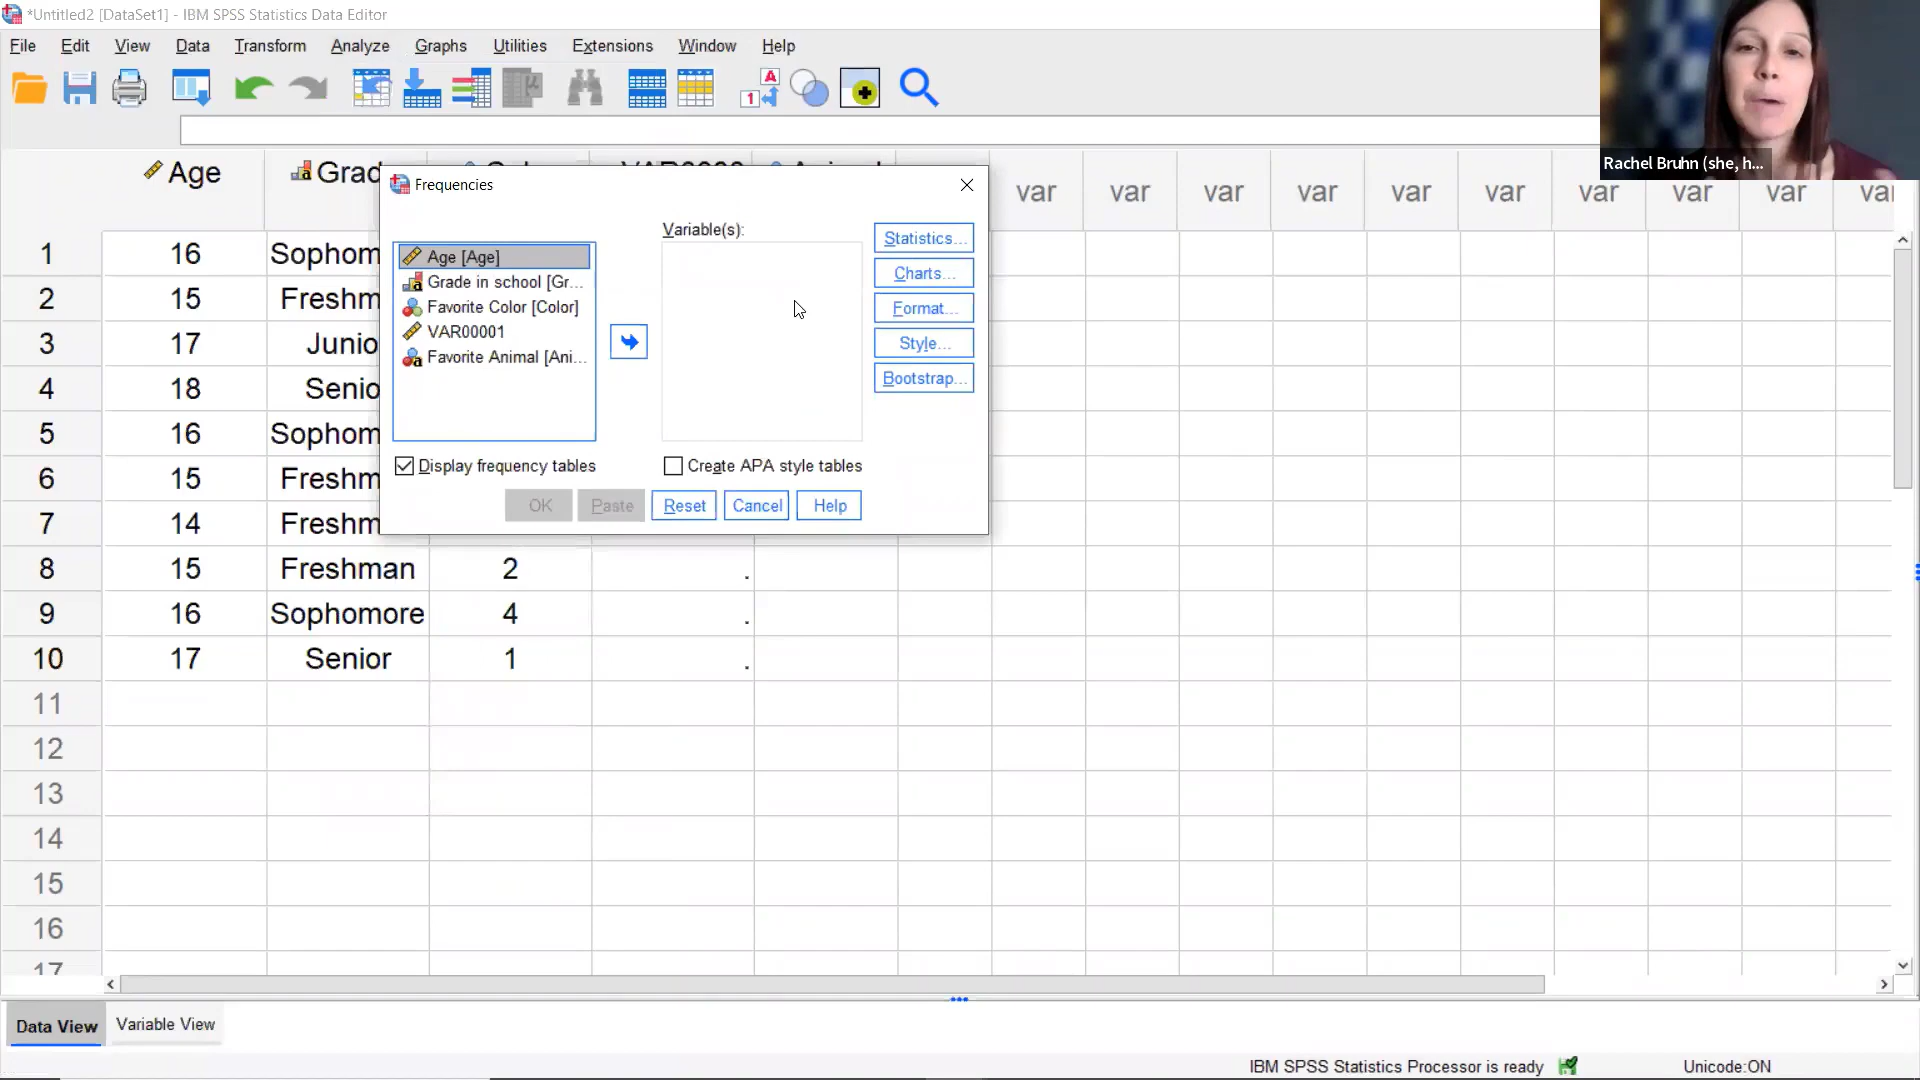 *Untitled2 [DataSet1] - IBM SPSS Statistics Data Editor
File Edit View Data Transform Analyze Graphs Utilities Extensions Window Help
Rachel Bruhn (she, h...
Age Grad var var var var var var var var var va
Frequencies
Variable(s):
Age [Age]
Grade in school [Gr...
Favorite Color [Color]
VAR00001
Favorite Animal [Ani...
Statistics...
Charts...
Format...
Style...
Bootstrap...
Display frequency tables
Create APA style tables
OK Paste Reset Cancel Help
1 16 Sophom
2 15 Freshm
3 17 Junio
4 18 Senio
5 16 Sophom
6 15 Freshm
7 14 Freshm
8 15 Freshman 2 .
9 16 Sophomore 4 .
10 17 Senior 1 .
11
12
13
14
15
16
17
Data View Variable View
IBM SPSS Statistics Processor is ready Unicode:ON